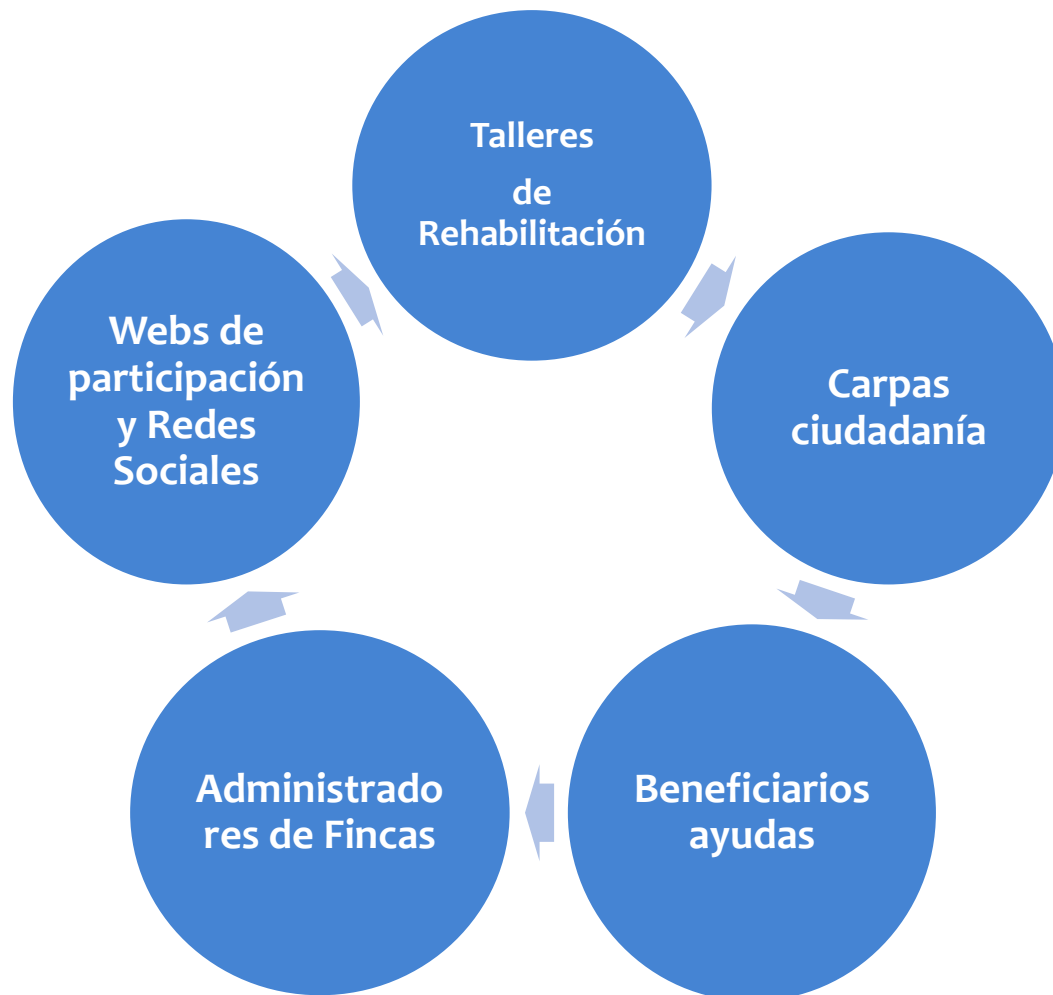 Talleres
de
Rehabilitación
Carpas
ciudadanía
Beneficiarios
ayudas
Administrado
res de Fincas
Webs de
participación
y Redes
Sociales